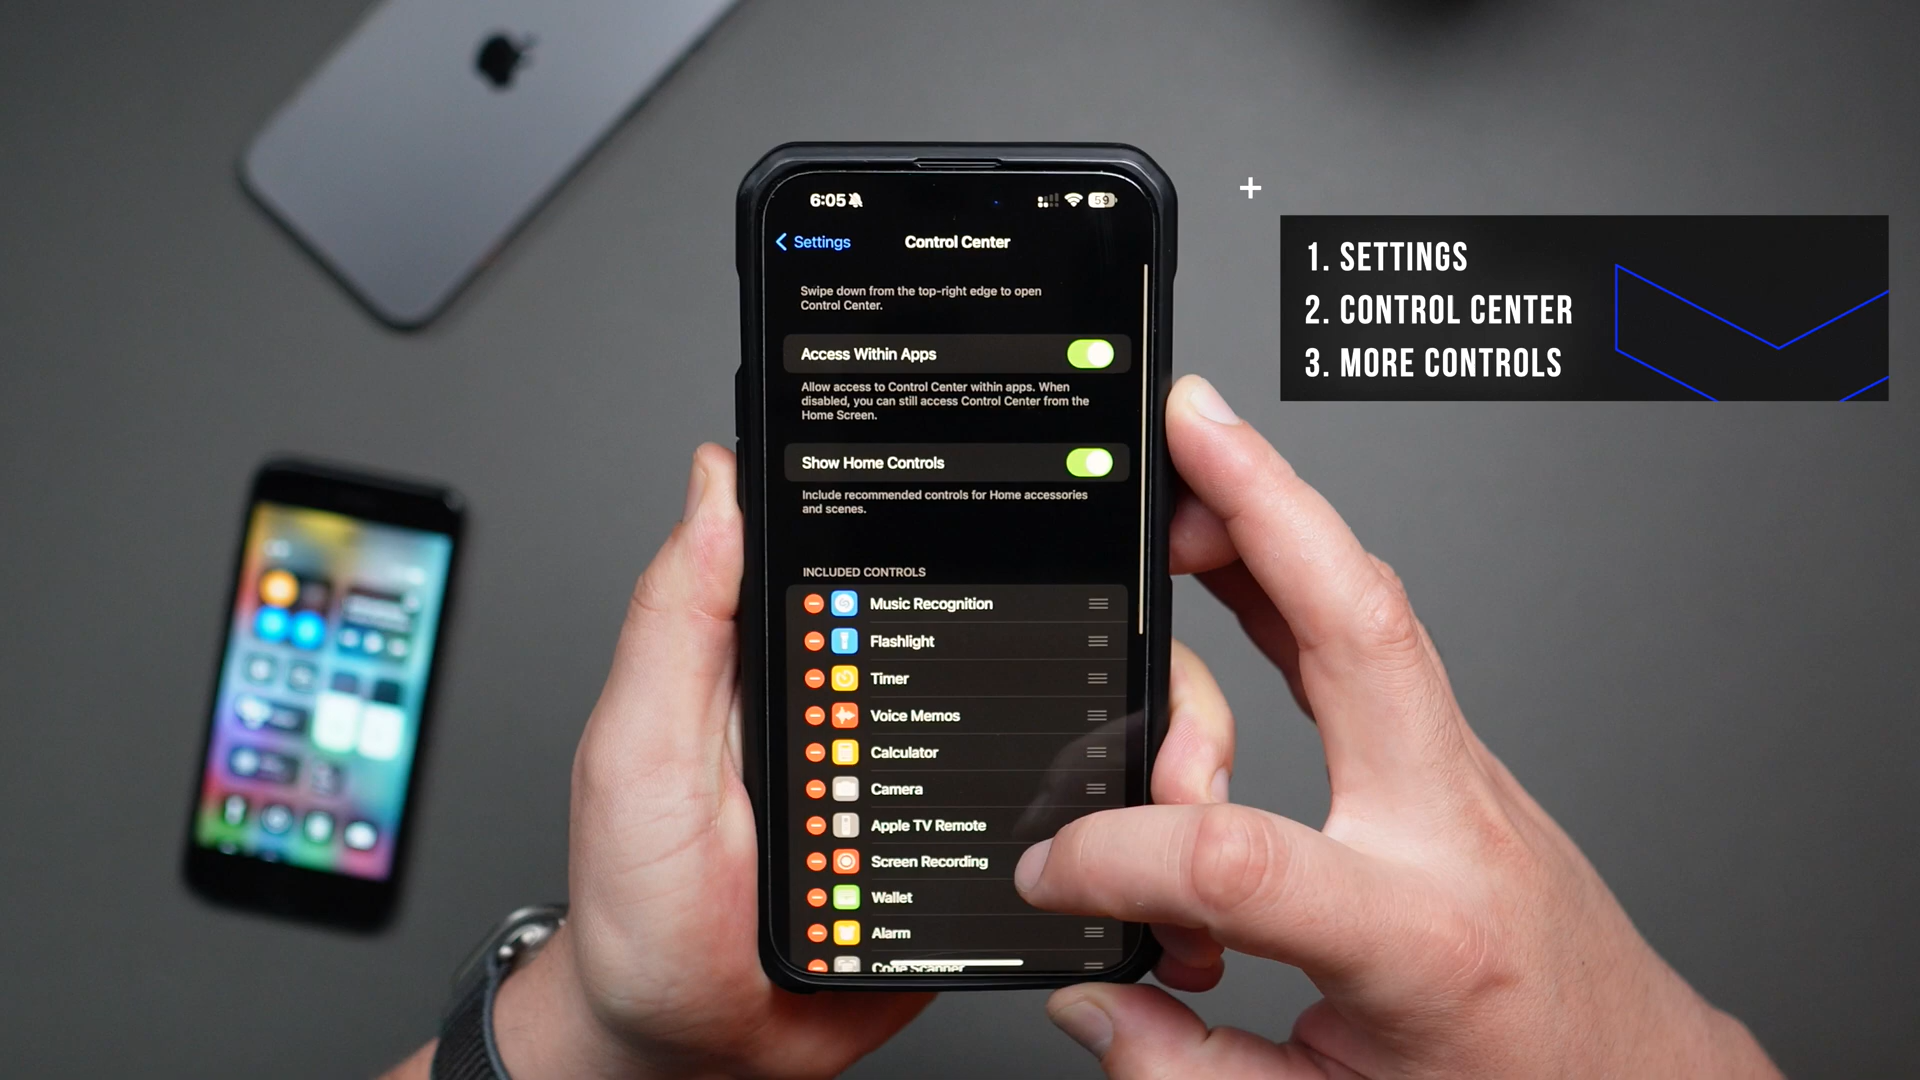 6:05
59
Settings
Control Center
Swipe down from the top-right edge to open
Control Center.
Access Within Apps
Allow access to Control Center within apps. When
disabled, you can still access Control Center from the
Home Screen.
Show Home Controls
Include recommended controls for Home accessories
and scenes.
INCLUDED CONTROLS
Music Recognition
Flashlight
Timer
Voice Memos
Calculator
Camera
Apple TV Remote
Screen Recording
Wallet
Alarm
Code Scanner
1. SETTINGS
2. CONTROL CENTER
3. MORE CONTROLS